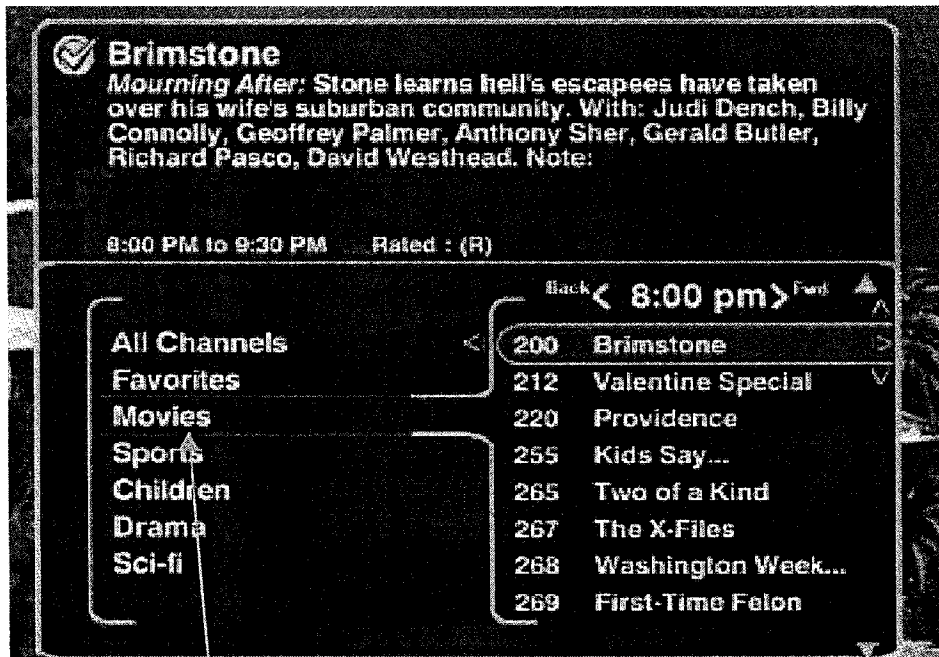 Brimstone
Mourning After: Stone learns hell's escapees have taken
over his wife's suburban community. With: Judi Dench, Billy
Connolly, Geoffrey Palmer, Anthony Sher, Gerald Butler,
Richard Pasco, David Westhead. Note:
8:00 PM to 9:30 PM Rated : (R)
Back < 8:00 pm > Fwd
All Channels < 200 Brimstone >
Favorites 212 Valentine Special
Movies 220 Providence
Sports 255 Kids Say...
Children 265 Two of a Kind
Drama 267 The X-Files
Sci-fi 268 Washington Week...
269 First-Time Felon